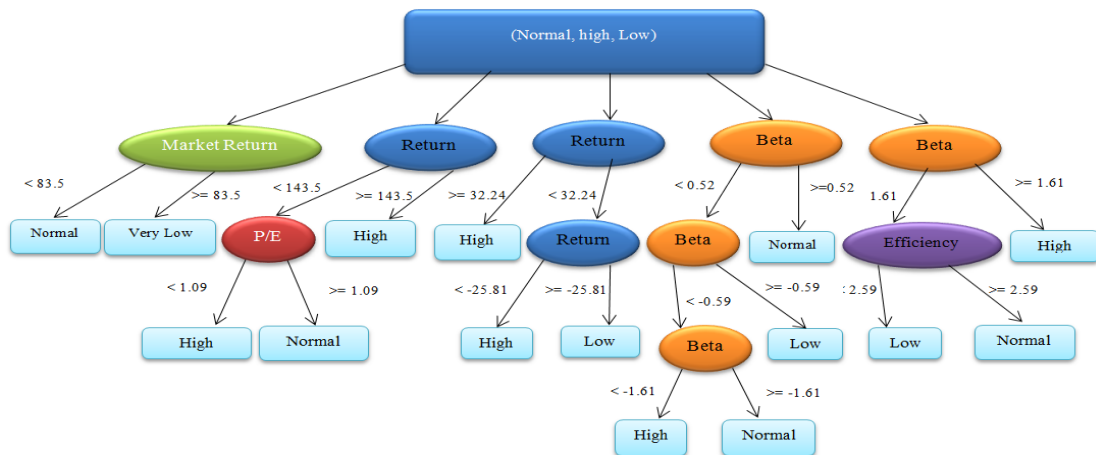 (Normal, high, Low)
Market Return
Return
Return
Beta
Beta
< 83.5
>= 83.5
< 143.5
>= 143.5
>= 32.24
< 32.24
< 0.52
>=0.52
1.61
>= 1.61
Normal
Very Low
P/E
High
High
Return
Beta
Normal
Efficiency
High
< 1.09
>= 1.09
< -25.81
>= -25.81
< -0.59
>= -0.59
< 2.59
>= 2.59
High
Normal
High
Low
Beta
Low
Low
Normal
< -1.61
>= -1.61
High
Normal